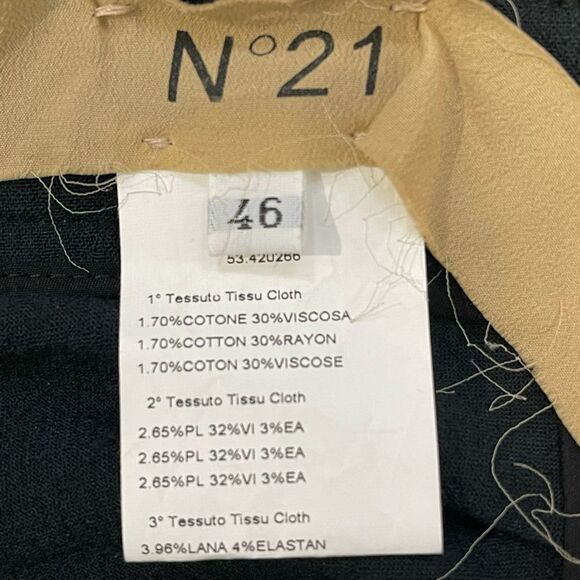 N°21
46
53.420266
1° Tessuto Tissu Cloth
1.70%COTONE 30%VISCOSA
1.70%COTTON 30%RAYON
1.70%COTON 30%VISCOSE
2° Tessuto Tissu Cloth
2.65%PL 32%VI 3%EA
2.65%PL 32%VI 3%EA
2.65%PL 32%VI 3%EA
3° Tessuto Tissu Cloth
3.96%LANA 4%ELASTAN